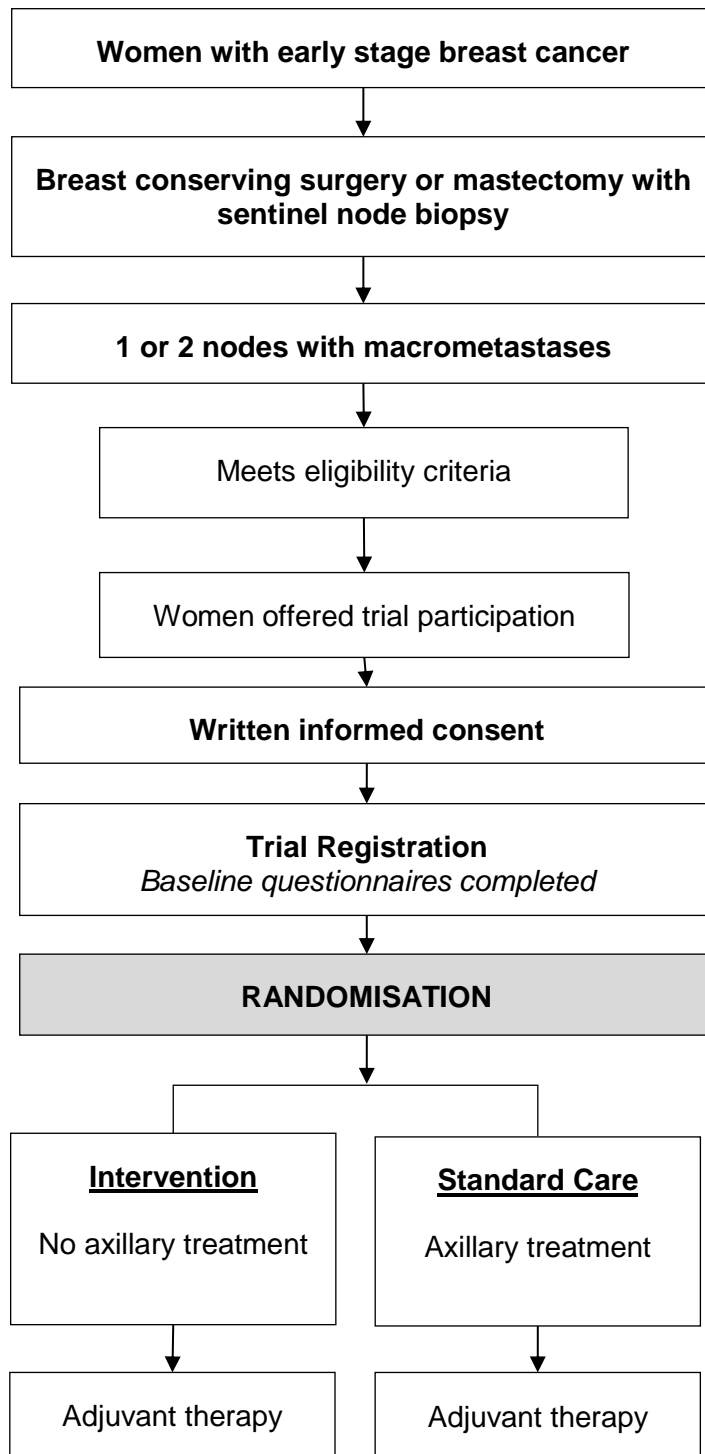 Women with early stage breast cancer
Breast conserving surgery or mastectomy with
sentinel node biopsy
1 or 2 nodes with macrometastases
Meets eligibility criteria
Women offered trial participation
Written informed consent
Trial Registration
Baseline questionnaires completed
RANDOMISATION
Intervention
No axillary treatment
Standard Care
Axillary treatment
Adjuvant therapy
Adjuvant therapy